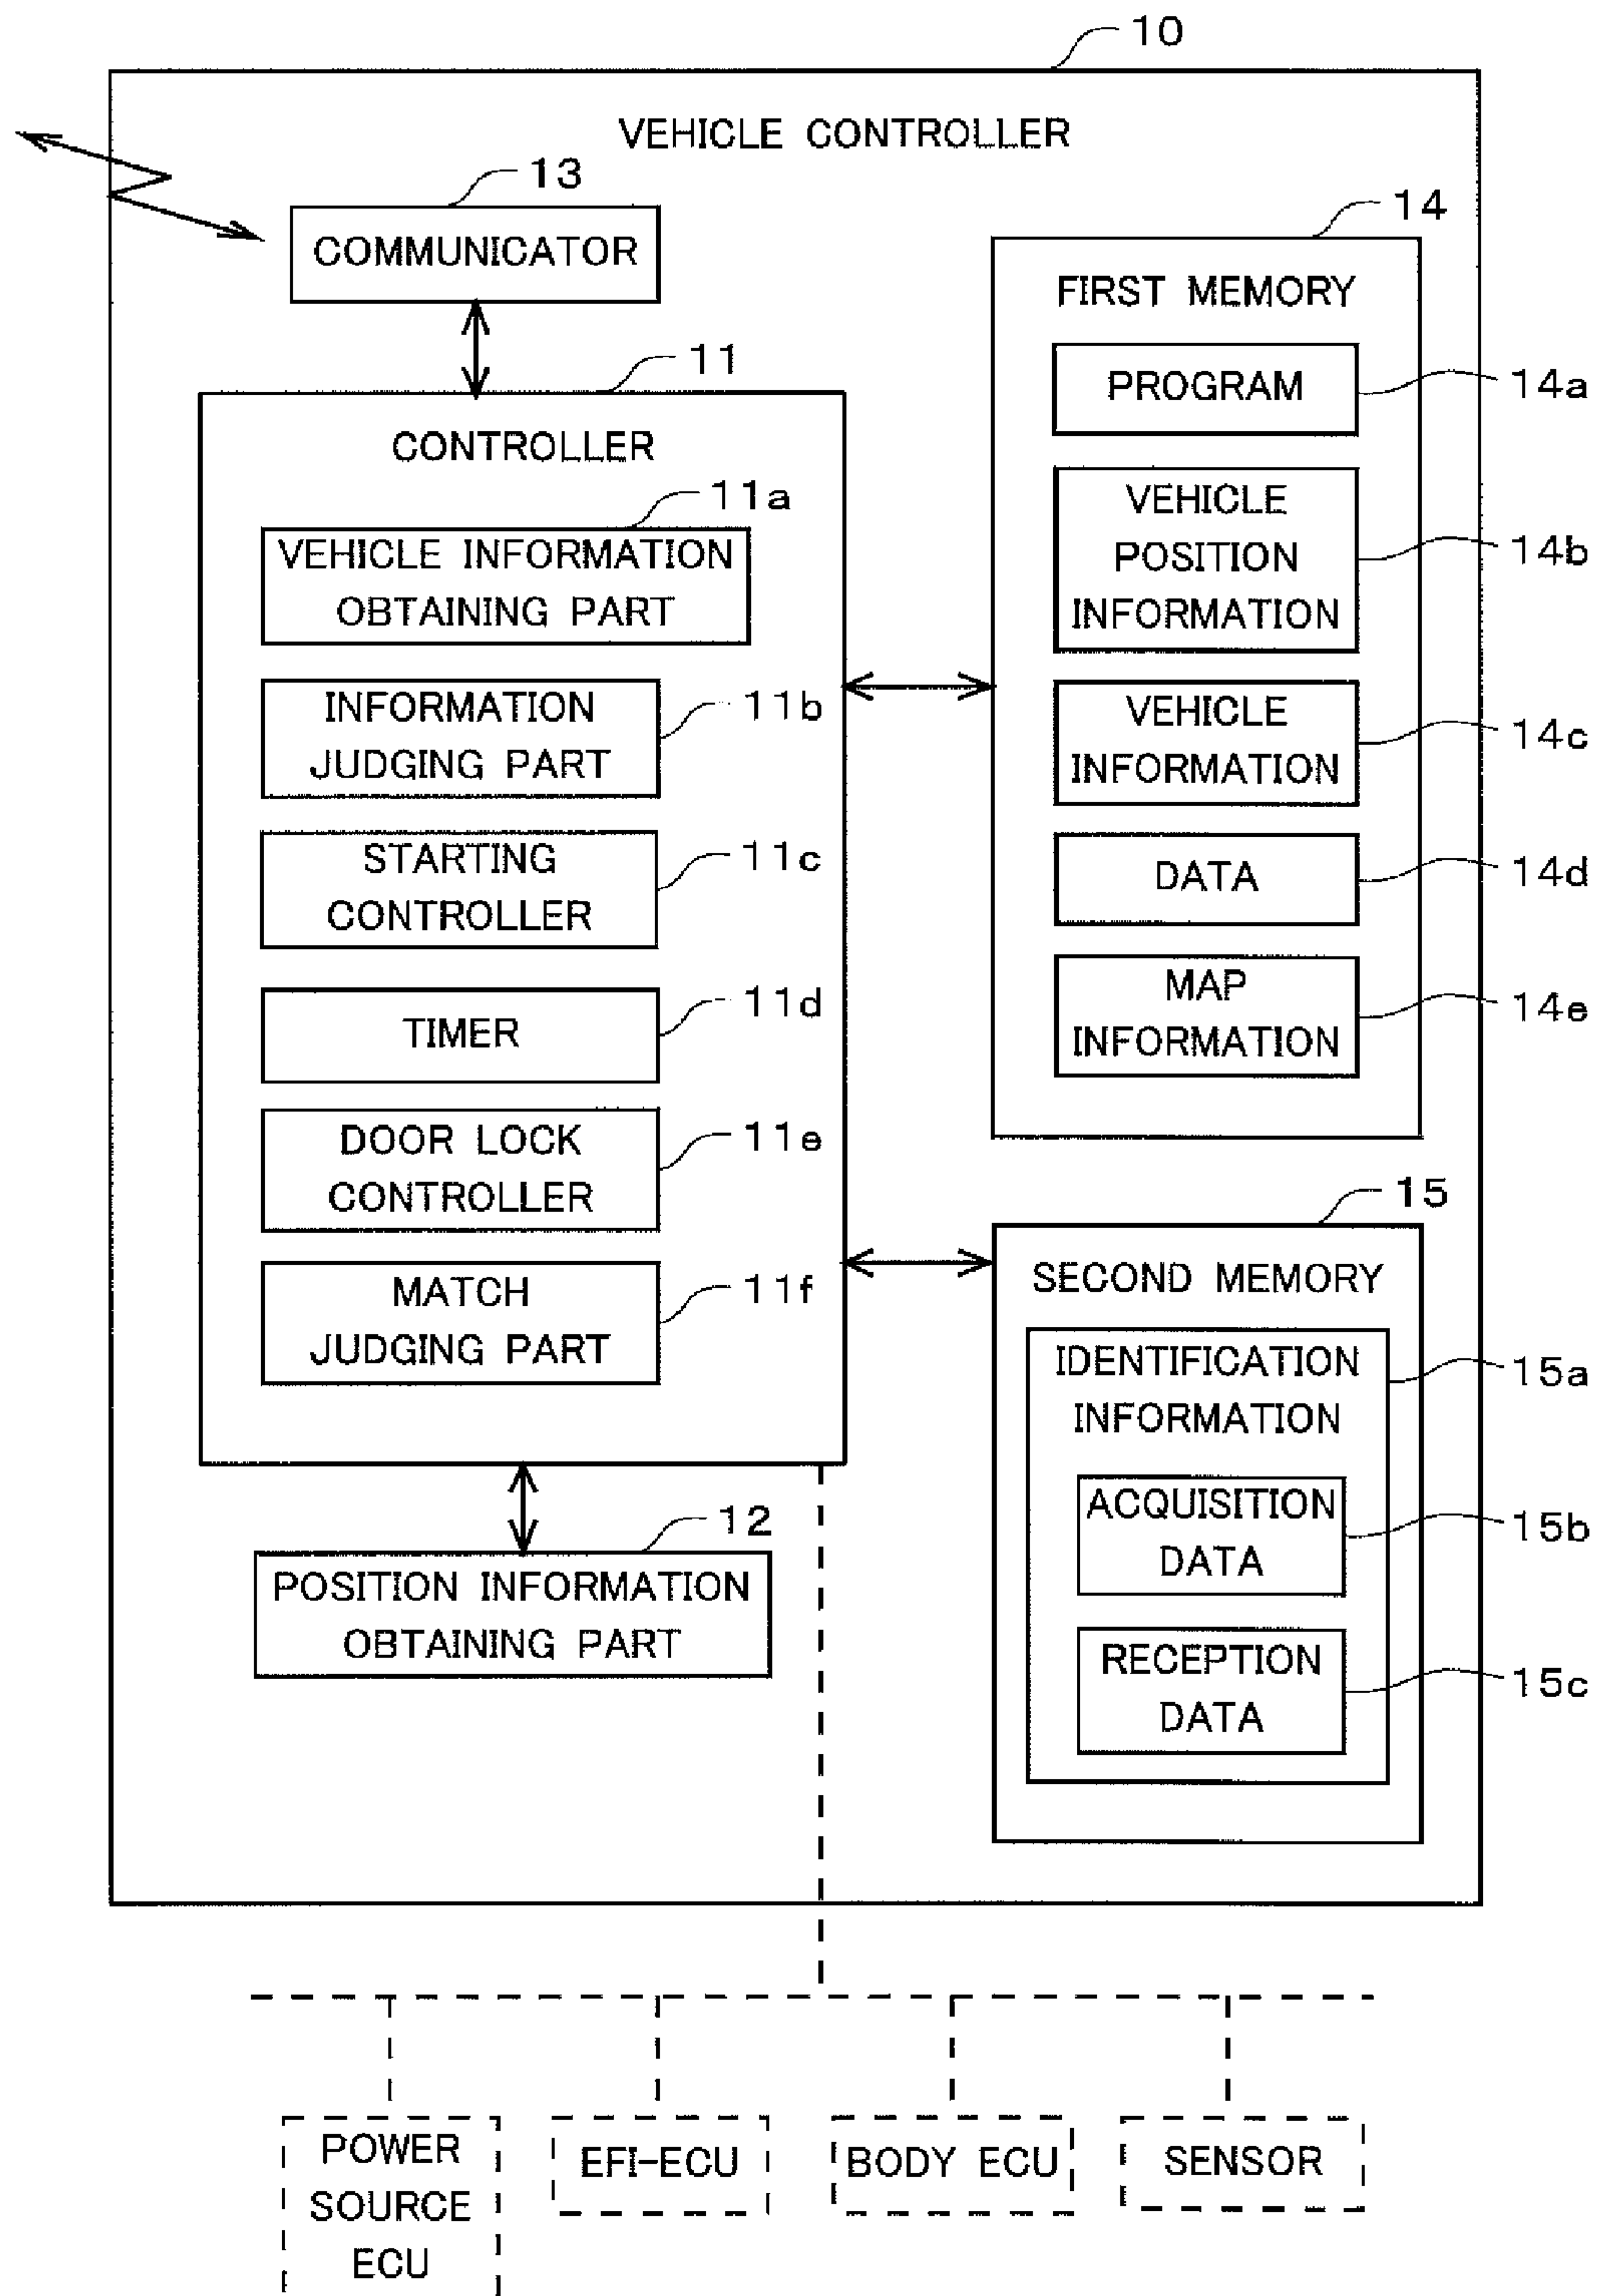 10
VEHICLE CONTROLLER
13
COMMUNICATOR
14
FIRST MEMORY
PROGRAM
14a
VEHICLE
POSITION
INFORMATION
14b
VEHICLE
INFORMATION
14c
DATA
14d
MAP
INFORMATION
14e
11
CONTROLLER
11a
VEHICLE INFORMATION
OBTAINING PART
INFORMATION
JUDGING PART
11b
STARTING
CONTROLLER
11c
TIMER
11d
DOOR LOCK
CONTROLLER
11e
MATCH
JUDGING PART
11f
15
SECOND MEMORY
IDENTIFICATION
INFORMATION
15a
ACQUISITION
DATA
15b
RECEPTION
DATA
15c
12
POSITION INFORMATION
OBTAINING PART
POWER
SOURCE
ECU
EFI-ECU
BODY ECU
SENSOR